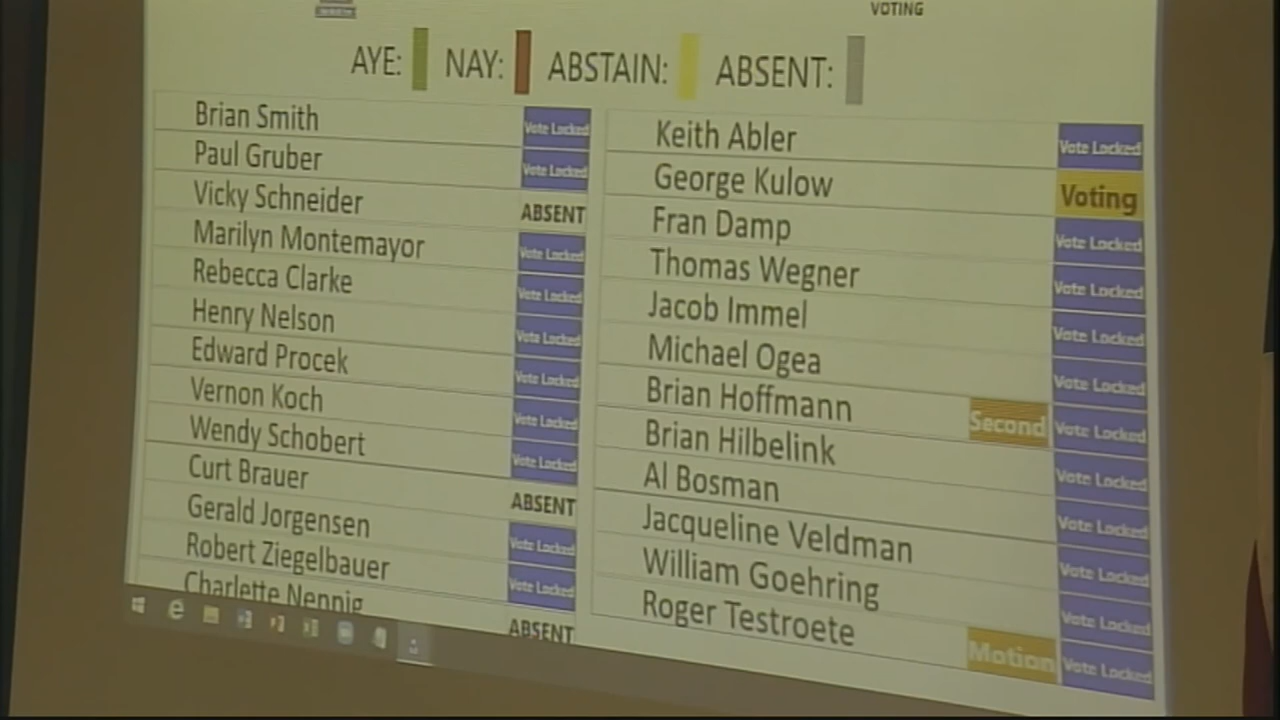 VOTING
AYE: NAY: ABSTAIN: ABSENT:
Brian Smith Vote Locked
Paul Gruber Vote Locked
Vicky Schneider ABSENT
Marilyn Montemayor Vote Locked
Rebecca Clarke Vote Locked
Henry Nelson Vote Locked
Edward Procek Vote Locked
Vernon Koch Vote Locked
Wendy Schobert Vote Locked
Curt Brauer ABSENT
Gerald Jorgensen Vote Locked
Robert Ziegelbauer Vote Locked
Charlette Nennig ABSENT
Keith Abler Vote Locked
George Kulow Voting
Fran Damp Vote Locked
Thomas Wegner Vote Locked
Jacob Immel Vote Locked
Michael Ogea Vote Locked
Brian Hoffmann Second Vote Locked
Brian Hilbelink Vote Locked
Al Bosman Vote Locked
Jacqueline Veldman Vote Locked
William Goehring Vote Locked
Roger Testroete Motion Vote Locked